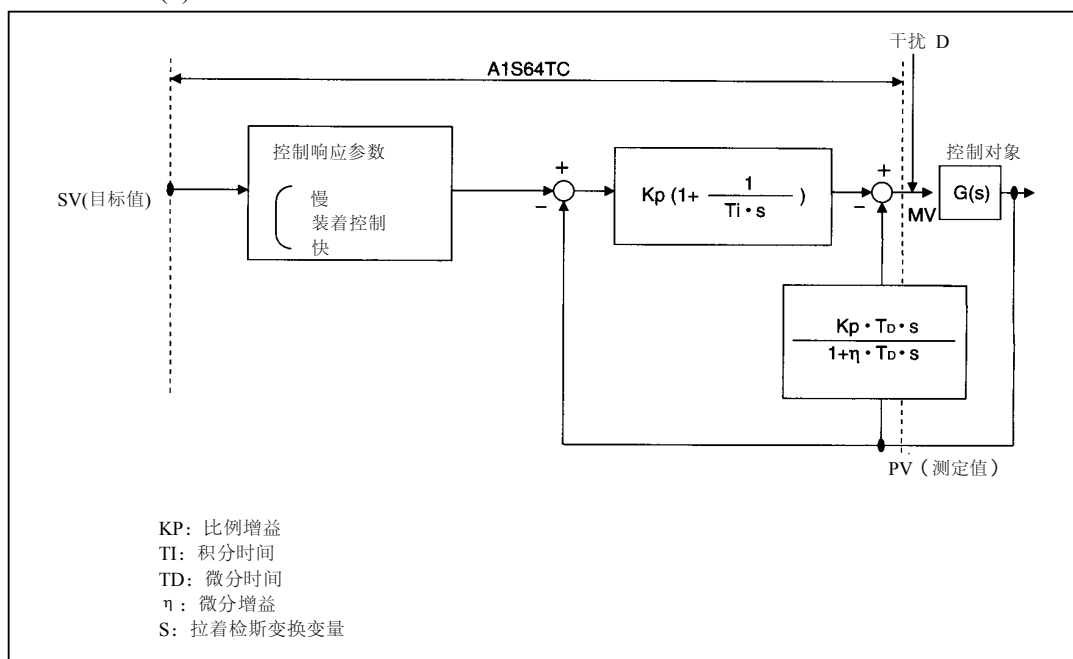 干扰 D
A1S64TC
控制响应参数
慢
装着控制
快
SV(目标值)
+
−
Kp (1+ 1 / Ti・s )
+
−
MV
控制对象
G(s)
Kp・TD・s
1+η・TD・s
PV（测定值）
KP: 比例增益
TI: 积分时间
TD: 微分时间
η: 微分增益
S: 拉着检斯变换变量